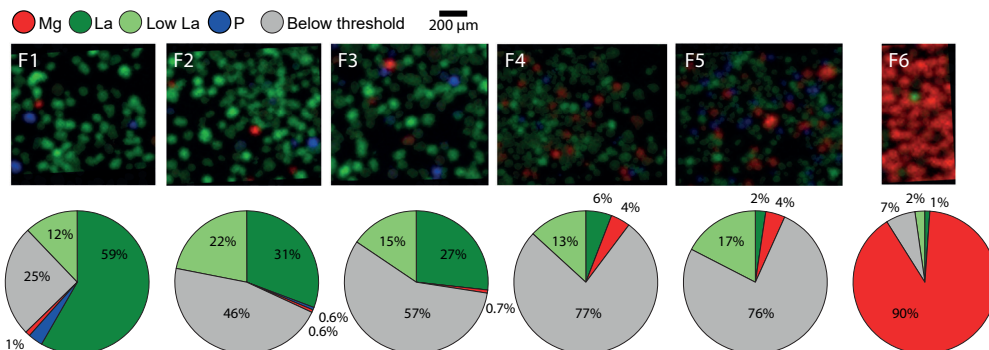 Mg La Low La P Below threshold 200 µm
F1 F2 F3 F4 F5 F6
12% 59% 25% 1%
22% 31% 46% 0.6% 0.6%
15% 27% 57% 0.7%
6% 4% 13% 77%
2% 4% 17% 76%
7% 2% 1% 90%